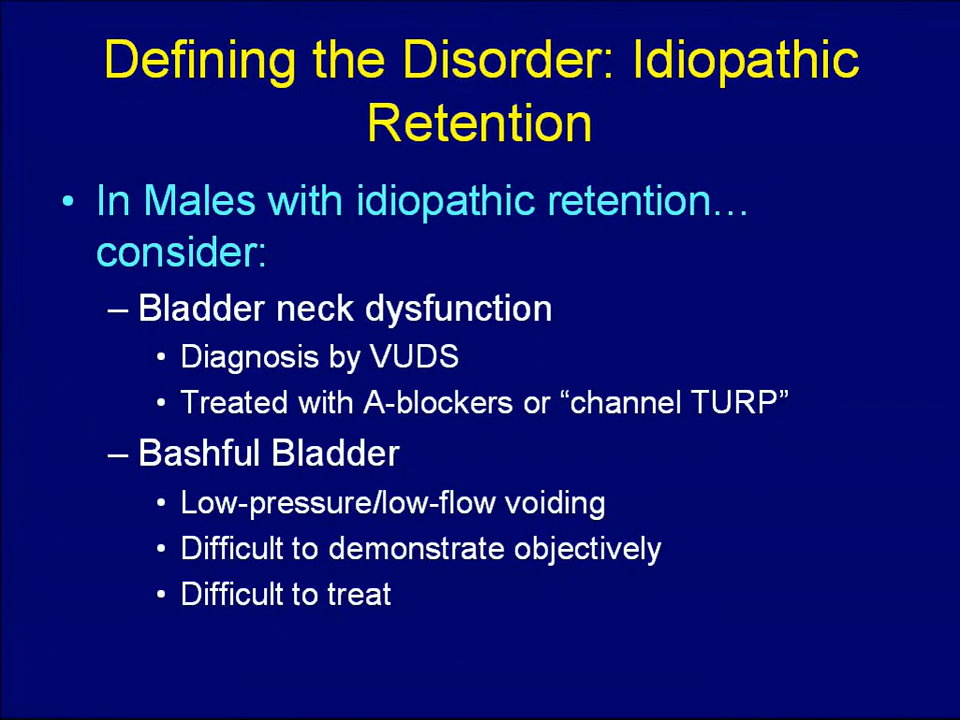 Defining the Disorder: Idiopathic
Retention
• In Males with idiopathic retention…
consider:
– Bladder neck dysfunction
• Diagnosis by VUDS
• Treated with A-blockers or “channel TURP”
– Bashful Bladder
• Low-pressure/low-flow voiding
• Difficult to demonstrate objectively
• Difficult to treat